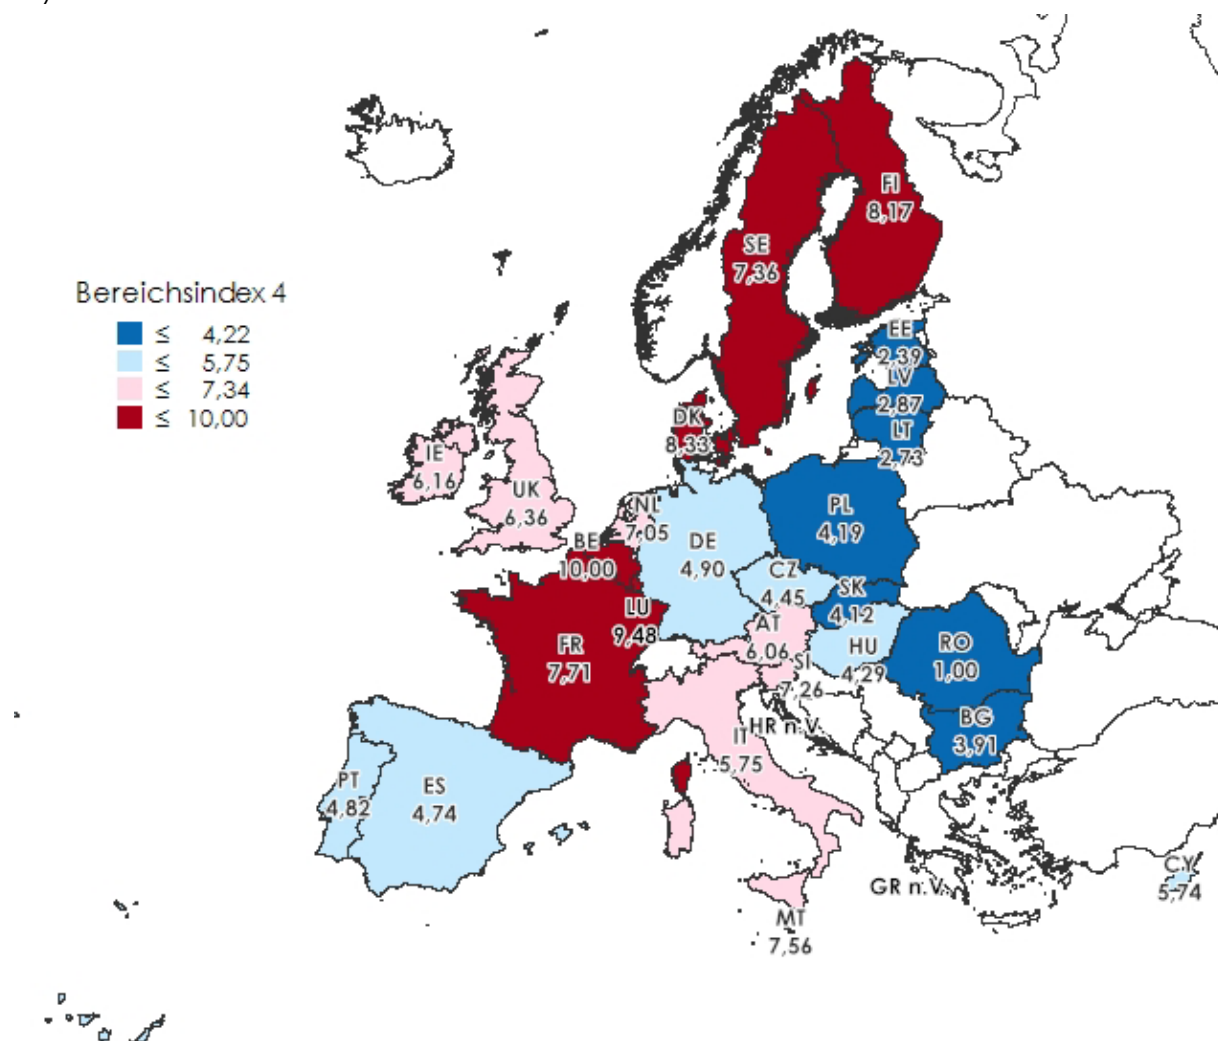 Bereichsindex 4
≤ 4,22
≤ 5,75
≤ 7,34
≤ 10,00
FI
8,17
SE
7,36
EE
2,39
LV
2,87
LT
2,73
DK
8,33
IE
6,16
UK
6,36
NL
7,05
BE
10,00
DE
4,90
PL
4,19
CZ
4,45
SK
4,12
LU
9,48
AT
6,06
HU
4,29
RO
1,00
FR
7,71
SI
7,26
BG
3,91
HR n.V.
IT
5,75
PT
4,82
ES
4,74
GR n.V.
CY
5,74
MT
7,56